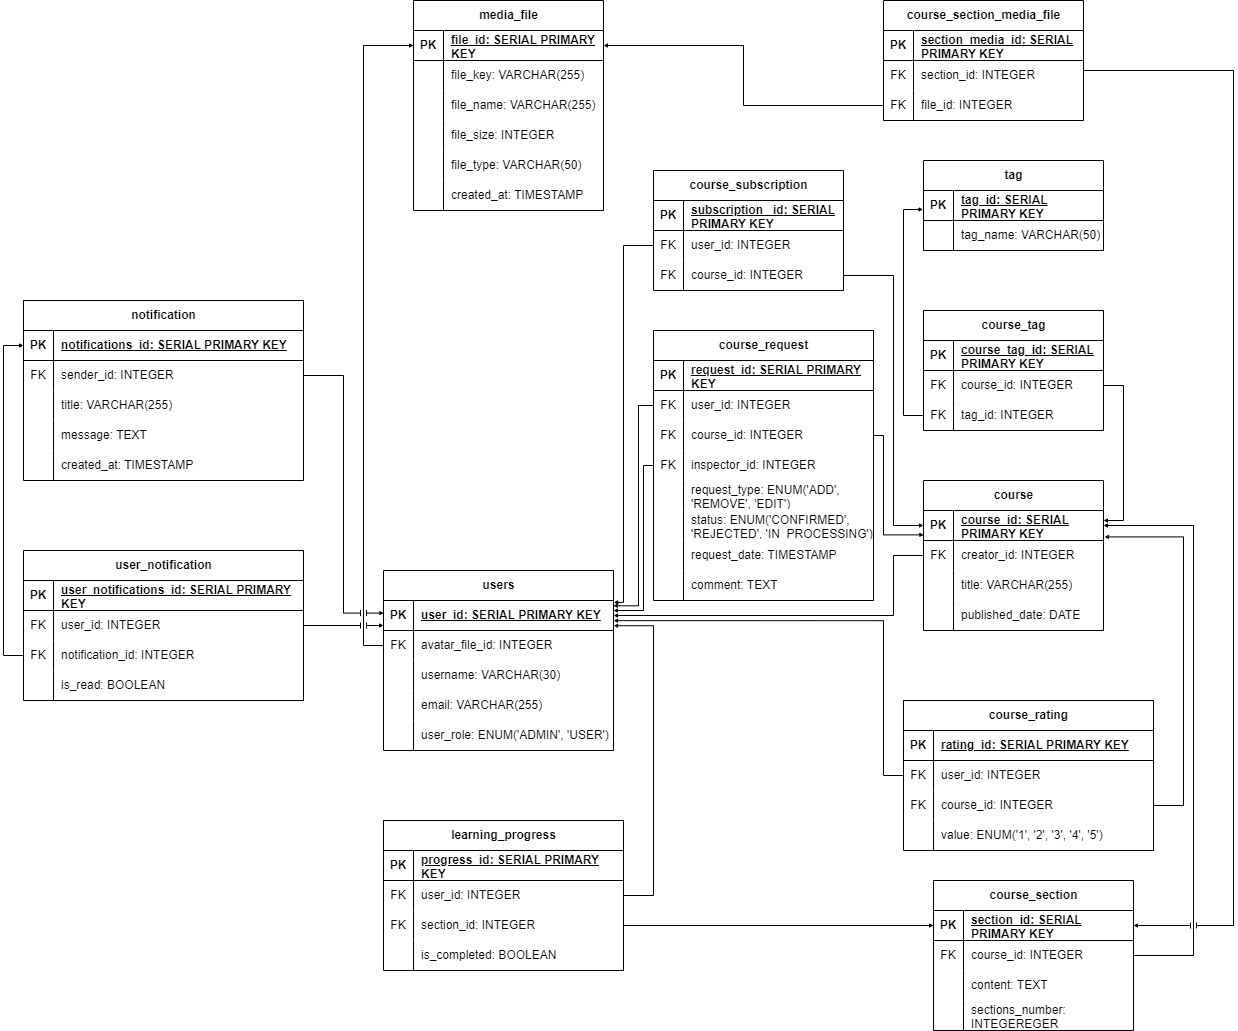 media_file
PK
file_id: SERIAL PRIMARY
KEY
file_key: VARCHAR(255)
file_name: VARCHAR(255)
file_size: INTEGER
file_type: VARCHAR(50)
created_at: TIMESTAMP
course_section_media_file
PK
section_media_id: SERIAL
PRIMARY KEY
FK
section_id: INTEGER
FK
file_id: INTEGER
course_subscription
PK
subscription_id: SERIAL
PRIMARY KEY
FK
user_id: INTEGER
FK
course_id: INTEGER
tag
PK
tag_id: SERIAL
PRIMARY KEY
tag_name: VARCHAR(50)
notification
PK
notifications_id: SERIAL PRIMARY KEY
FK
sender_id: INTEGER
title: VARCHAR(255)
message: TEXT
created_at: TIMESTAMP
course_request
PK
request_id: SERIAL PRIMARY
KEY
FK
user_id: INTEGER
FK
course_id: INTEGER
FK
inspector_id: INTEGER
request_type: ENUM('ADD',
'REMOVE', 'EDIT')
status: ENUM('CONFIRMED',
'REJECTED', 'IN PROCESSING')
request_date: TIMESTAMP
comment: TEXT
course_tag
PK
course_tag_id: SERIAL
PRIMARY KEY
FK
course_id: INTEGER
FK
tag_id: INTEGER
course
PK
course_id: SERIAL
PRIMARY KEY
FK
creator_id: INTEGER
title: VARCHAR(255)
published_date: DATE
user_notification
PK
user_notifications_id: SERIAL PRIMARY
KEY
FK
user_id: INTEGER
FK
notification_id: INTEGER
is_read: BOOLEAN
users
PK
user_id: SERIAL PRIMARY KEY
FK
avatar_file_id: INTEGER
username: VARCHAR(30)
email: VARCHAR(255)
user_role: ENUM('ADMIN', 'USER')
course_rating
PK
rating_id: SERIAL PRIMARY KEY
FK
user_id: INTEGER
FK
course_id: INTEGER
value: ENUM('1', '2', '3', '4', '5')
learning_progress
PK
progress_id: SERIAL PRIMARY
KEY
FK
user_id: INTEGER
FK
section_id: INTEGER
is_completed: BOOLEAN
course_section
PK
section_id: SERIAL
PRIMARY KEY
FK
course_id: INTEGER
content: TEXT
sections_number:
INTEGEREGER